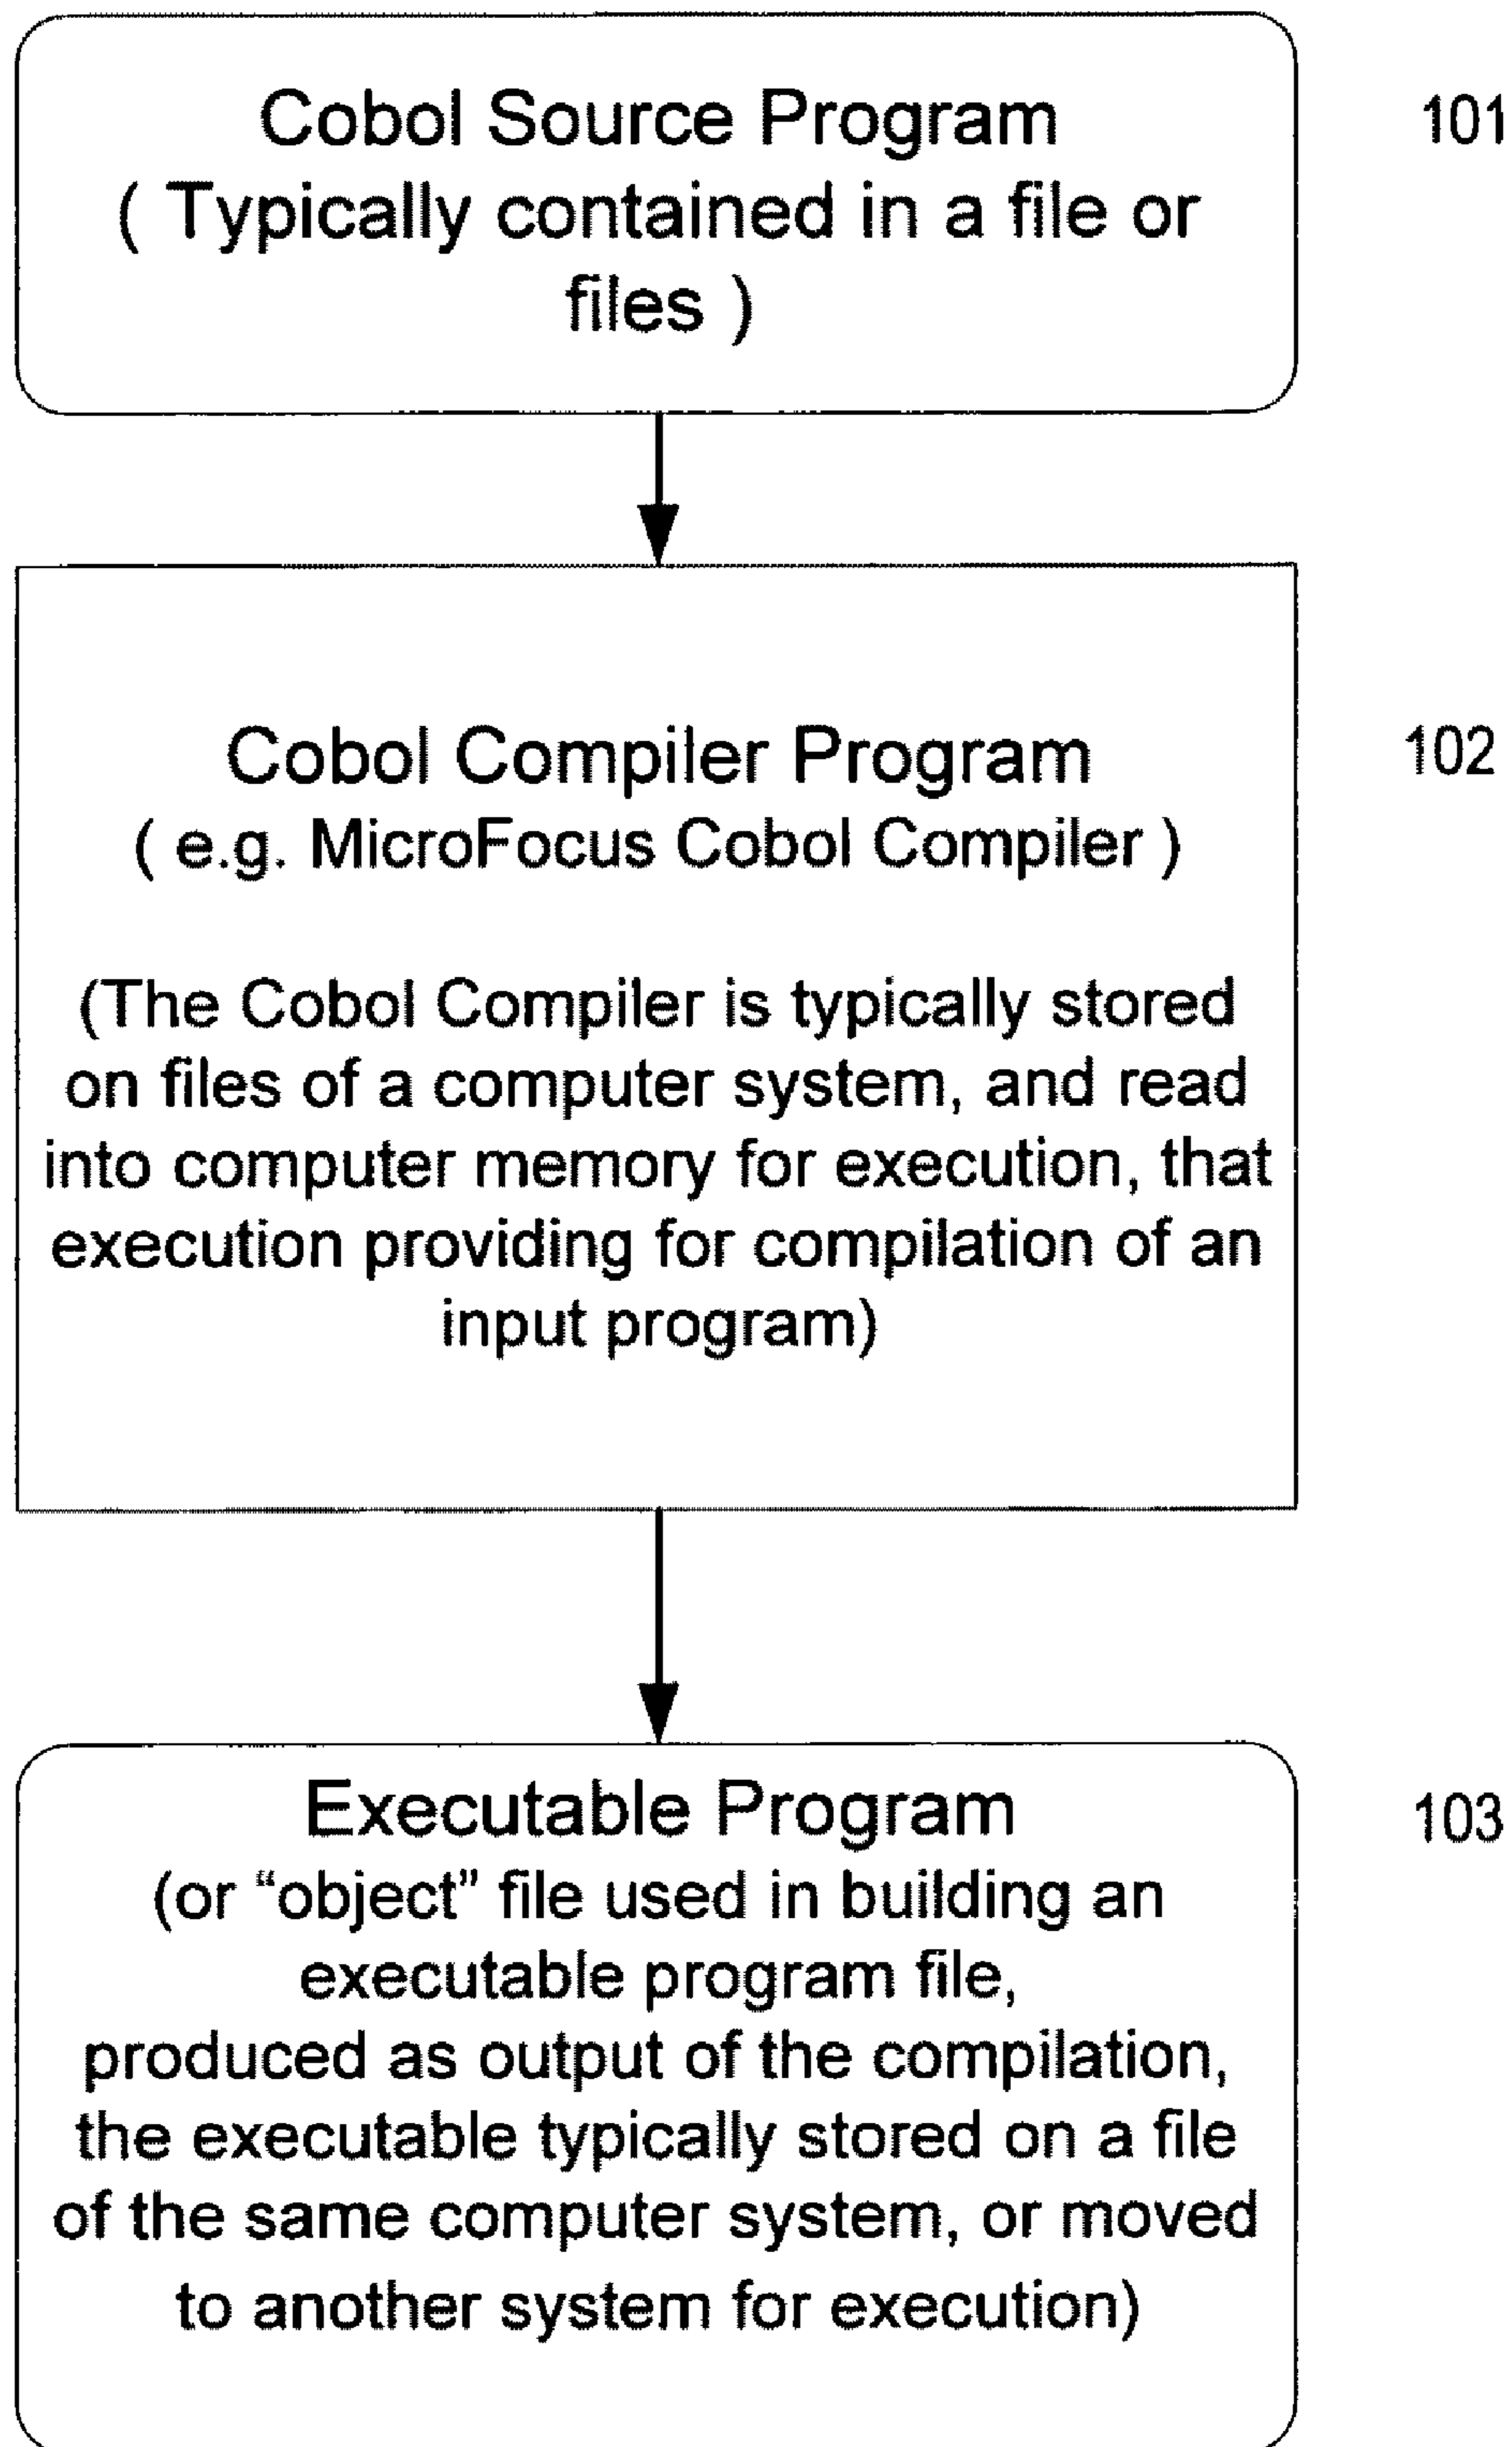 Cobol Source Program
( Typically contained in a file or
files )
101
Cobol Compiler Program
( e.g. MicroFocus Cobol Compiler )
(The Cobol Compiler is typically stored
on files of a computer system, and read
into computer memory for execution, that
execution providing for compilation of an
input program)
102
Executable Program
(or “object” file used in building an
executable program file,
produced as output of the compilation,
the executable typically stored on a file
of the same computer system, or moved
to another system for execution)
103